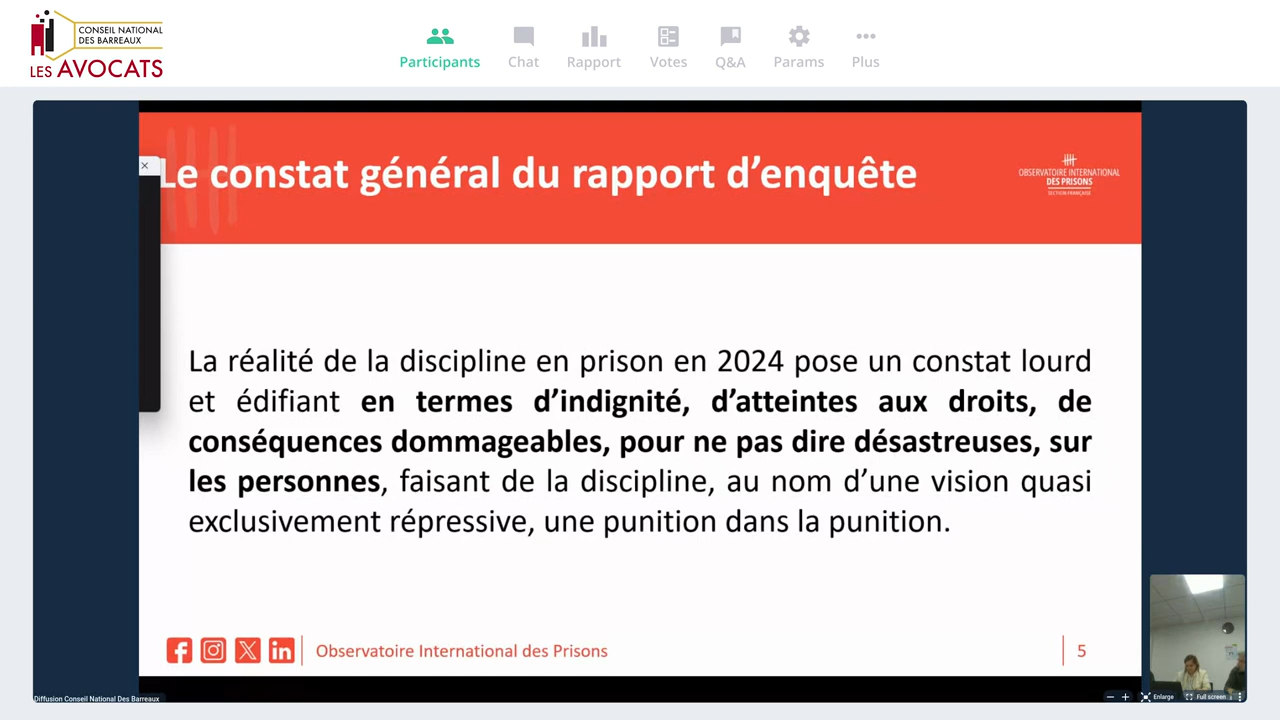 CONSEIL NATIONAL
DES BARREAUX
LES AVOCATS
Participants
Chat
Rapport
Votes
Q&A
Params
Plus
Le constat général du rapport d’enquête
OBSERVATOIRE INTERNATIONAL
DES PRISONS
SECTION FRANÇAISE
La réalité de la discipline en prison en 2024 pose un constat lourd
et édifiant en termes d’indignité, d’atteintes aux droits, de
conséquences dommageables, pour ne pas dire désastreuses, sur
les personnes, faisant de la discipline, au nom d’une vision quasi
exclusivement répressive, une punition dans la punition.
Observatoire International des Prisons
5
Diffusion Conseil National Des Barreaux
Enlarge
Full screen